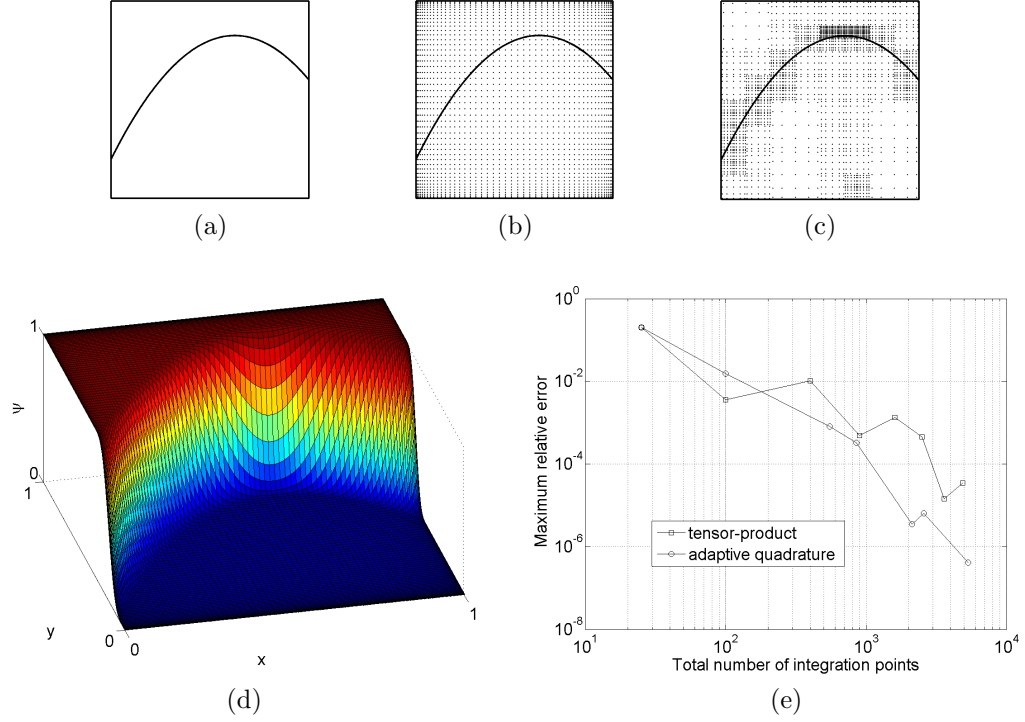 (a)
(b)
(c)
1
ψ
0
1
y
0
0
x
1
(d)
10^0
10^-2
10^-4
10^-6
10^-8
Maximum relative error
tensor-product
adaptive quadrature
10^1
10^2
10^3
10^4
Total number of integration points
(e)